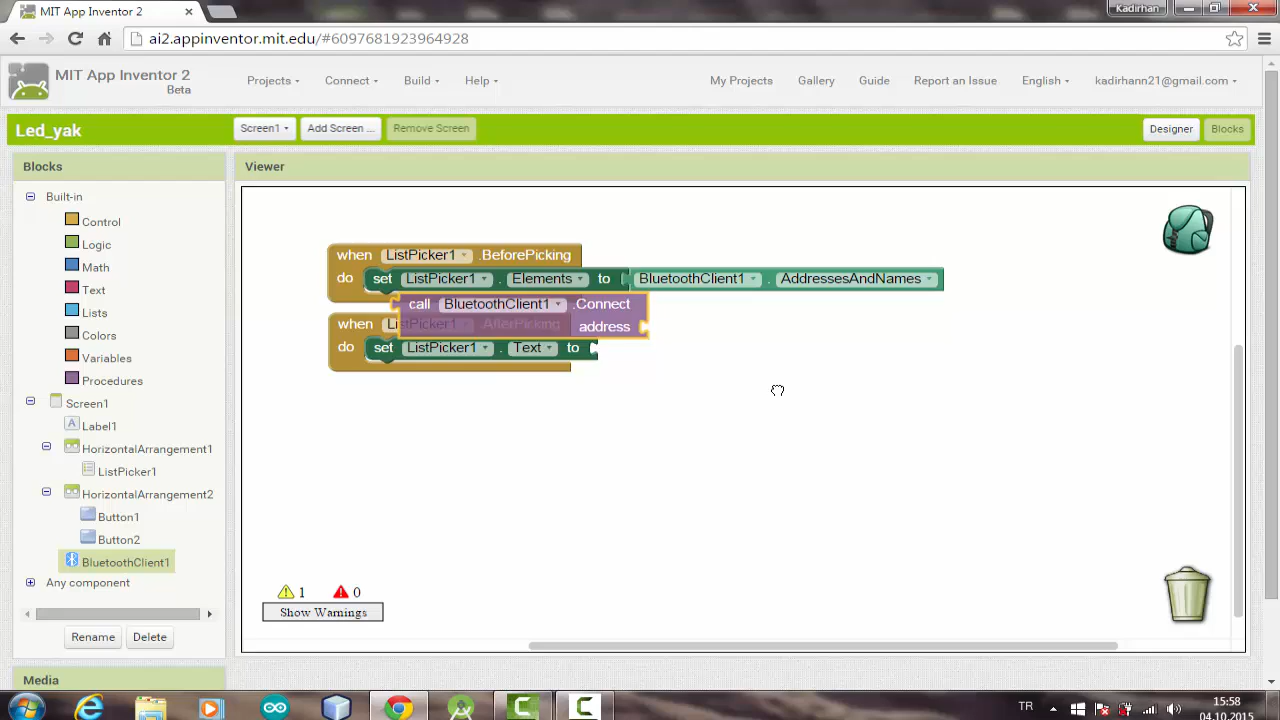 MIT App Inventor 2
Kadirhan
ai2.appinventor.mit.edu/#6097681923964928
MIT App Inventor 2
Beta
Projects
Connect
Build
Help
My Projects
Gallery
Guide
Report an Issue
English
kadirhann21@gmail.com
Led_yak
Screen1
Add Screen ...
Remove Screen
Designer
Blocks
Blocks
Viewer
Built-in
Control
Logic
Math
Text
Lists
Colors
Variables
Procedures
Screen1
Label1
HorizontalArrangement1
ListPicker1
HorizontalArrangement2
Button1
Button2
BluetoothClient1
Any component
Rename
Delete
Media
when ListPicker1 .BeforePicking
do set ListPicker1 . Elements to BluetoothClient1 . AddressesAndNames
call BluetoothClient1 .Connect
address
when ListPicker1 .AfterPicking
do set ListPicker1 . Text to
1 0
Show Warnings
TR
15:58
04.10.2015